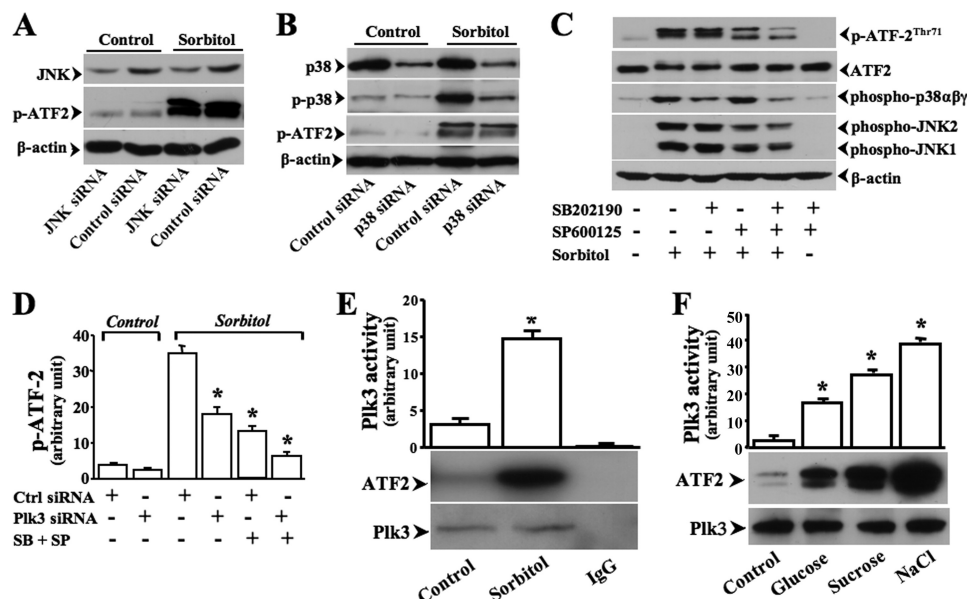 A
Control Sorbitol
JNK
p-ATF2
β-actin
JNK siRNA
Control siRNA
JNK siRNA
Control siRNA
B
Control Sorbitol
p38
p-p38
p-ATF2
β-actin
Control siRNA
p38 siRNA
Control siRNA
p38 siRNA
C
p-ATF-2Thr71
ATF2
phospho-p38αβγ
phospho-JNK2
phospho-JNK1
β-actin
SB202190 - - + - + +
SP600125 - - - + + +
Sorbitol - + + + + -
D
Control Sorbitol
p-ATF-2
(arbitrary unit)
40
20
10
0
* * *
Ctrl siRNA + - + - + -
Plk3 siRNA - + - + - +
SB + SP - - - - + +
E
Plk3 activity
(arbitrary unit)
20
15
10
5
0
*
ATF2
Plk3
Control
Sorbitol
IgG
F
Plk3 activity
(arbitrary unit)
50
40
30
20
10
0
* * *
ATF2
Plk3
Control
Glucose
Sucrose
NaCl